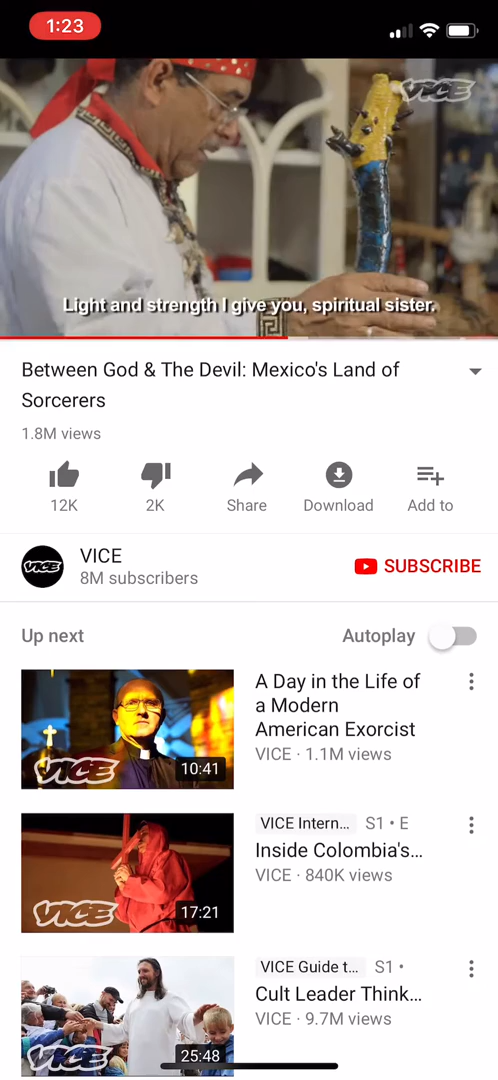 1:23
VICE
Light and strength I give you, spiritual sister.
Between God & The Devil: Mexico's Land of
Sorcerers
1.8M views
12K
2K
Share
Download
Add to
VICE
VICE
8M subscribers
SUBSCRIBE
Up next
Autoplay
VICE
10:41
A Day in the Life of
a Modern
American Exorcist
VICE · 1.1M views
VICE
17:21
VICE Intern... S1 • E
Inside Colombia's...
VICE · 840K views
VICE
25:48
VICE Guide t... S1 •
Cult Leader Think...
VICE · 9.7M views